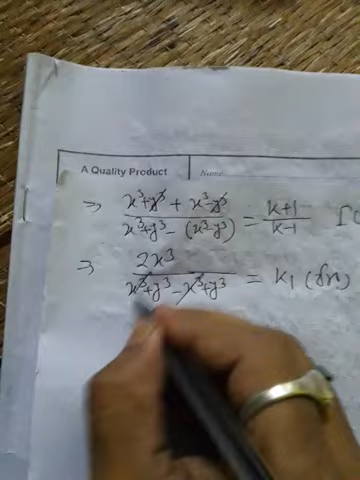 A Quality Product Name
⇒ x³+y³ + x³-y³ / x³+y³ - (x³-y³) = k+1 / k-1
⇒ 2x³ / x³+y³-x³+y³ = k₁